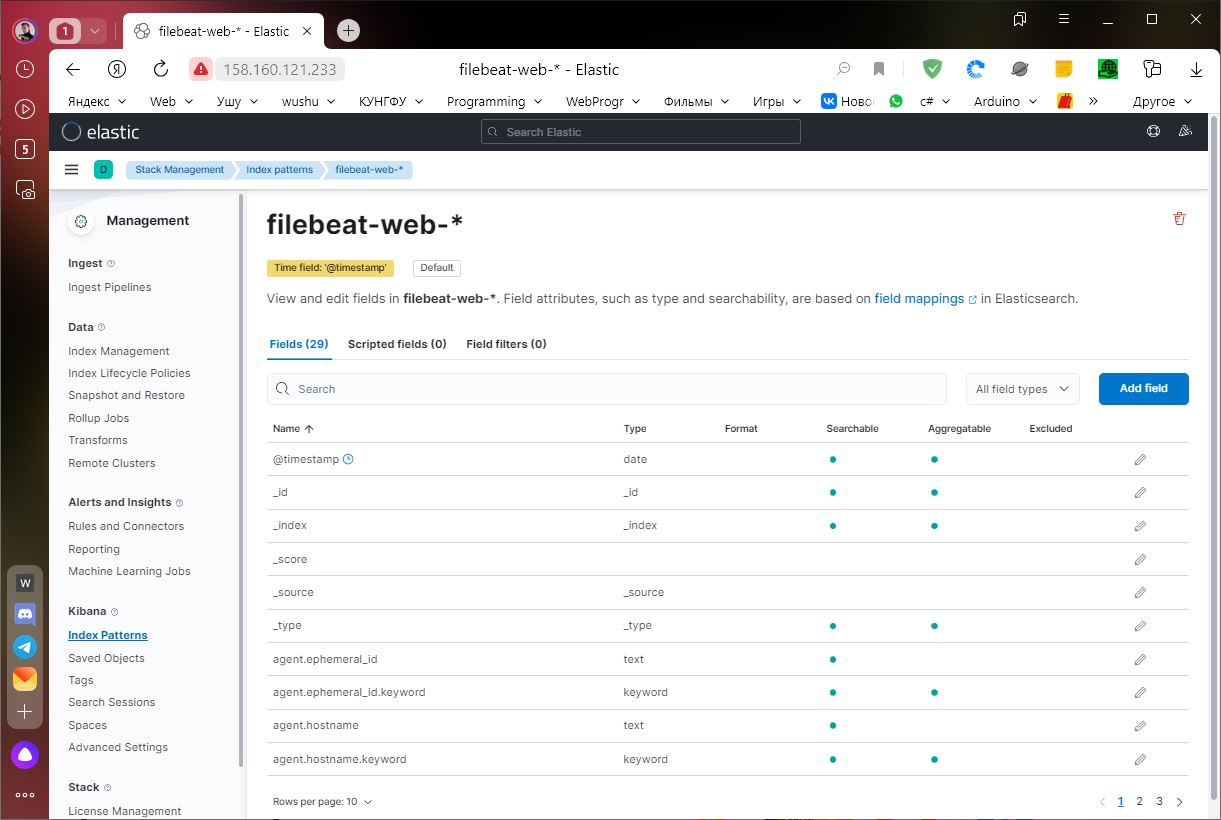 1
filebeat-web-* - Elastic
158.160.121.233
filebeat-web-* - Elastic
Яндекс Web Ушу wushu КУНГФУ Programming WebProgr Фильмы Игры Ново c# Arduino Другое
elastic
Search Elastic
D Stack Management Index patterns filebeat-web-*
5
W
Management
Ingest
Ingest Pipelines
Data
Index Management
Index Lifecycle Policies
Snapshot and Restore
Rollup Jobs
Transforms
Remote Clusters
Alerts and Insights
Rules and Connectors
Reporting
Machine Learning Jobs
Kibana
Index Patterns
Saved Objects
Tags
Search Sessions
Spaces
Advanced Settings
Stack
License Management
filebeat-web-*
Time field: '@timestamp' Default
View and edit fields in filebeat-web-*. Field attributes, such as type and searchability, are based on field mappings in Elasticsearch.
Fields (29) Scripted fields (0) Field filters (0)
Search All field types Add field
Name Type Format Searchable Aggregatable Excluded
@timestamp date
_id _id
_index _index
_score
_source _source
_type _type
agent.ephemeral_id text
agent.ephemeral_id.keyword keyword
agent.hostname text
agent.hostname.keyword keyword
Rows per page: 10 1 2 3